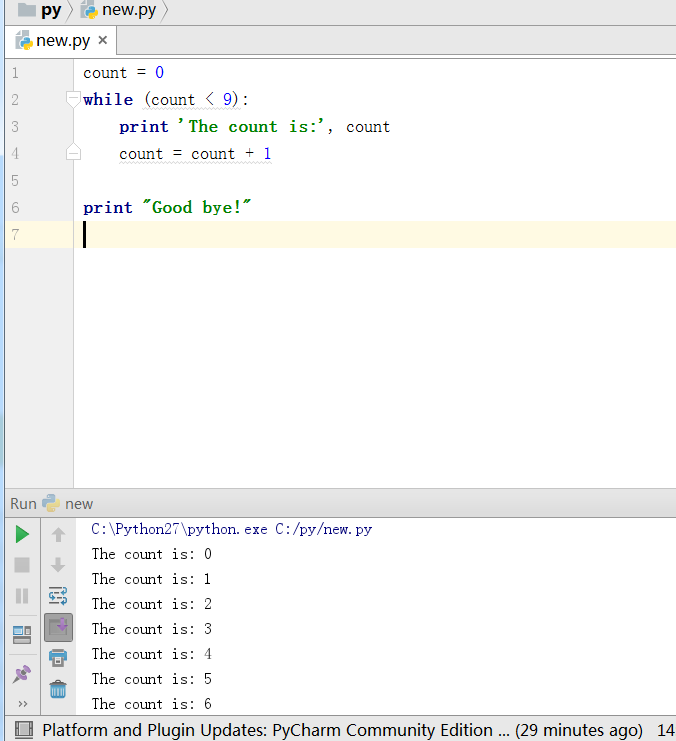 py new.py
new.py ×
1 count = 0
2 while (count < 9):
3 print 'The count is:', count
4 count = count + 1
5
6 print "Good bye!"
7
Run new
C:\Python27\python.exe C:/py/new.py
The count is: 0
The count is: 1
The count is: 2
The count is: 3
The count is: 4
The count is: 5
The count is: 6
Platform and Plugin Updates: PyCharm Community Edition ... (29 minutes ago) 14